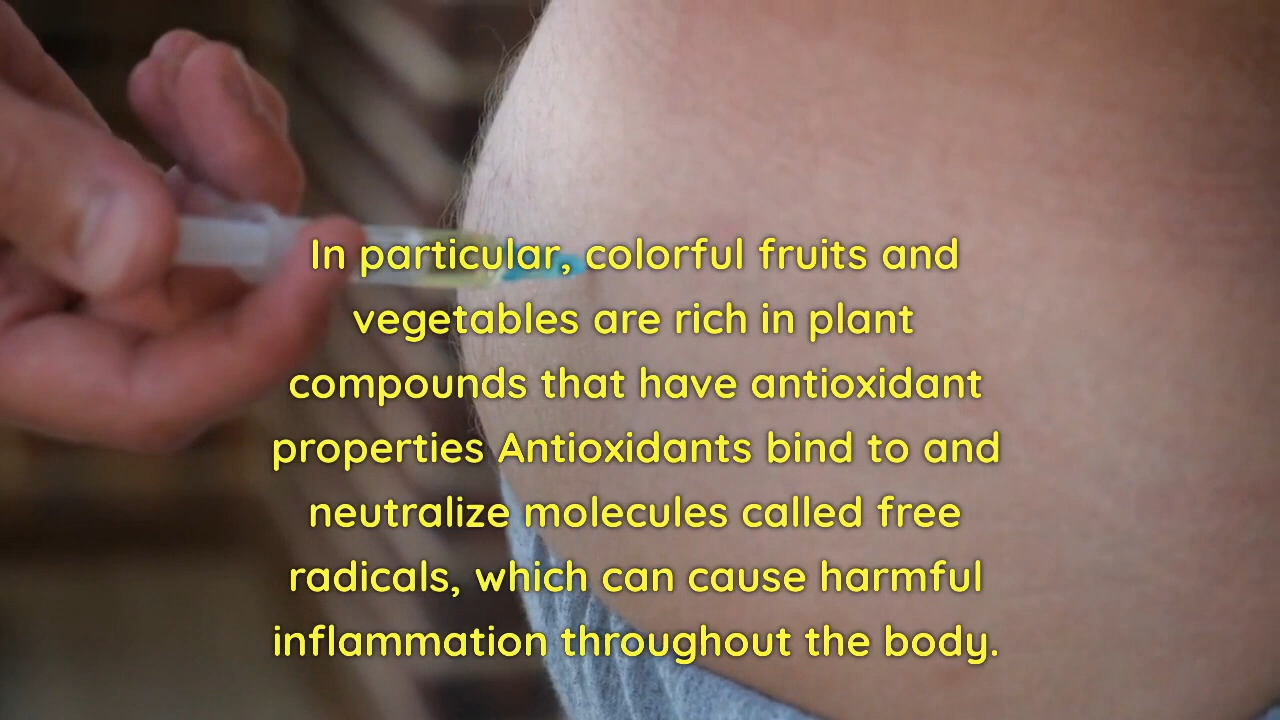 In particular, colorful fruits and
vegetables are rich in plant
compounds that have antioxidant
properties Antioxidants bind to and
neutralize molecules called free
radicals, which can cause harmful
inflammation throughout the body.